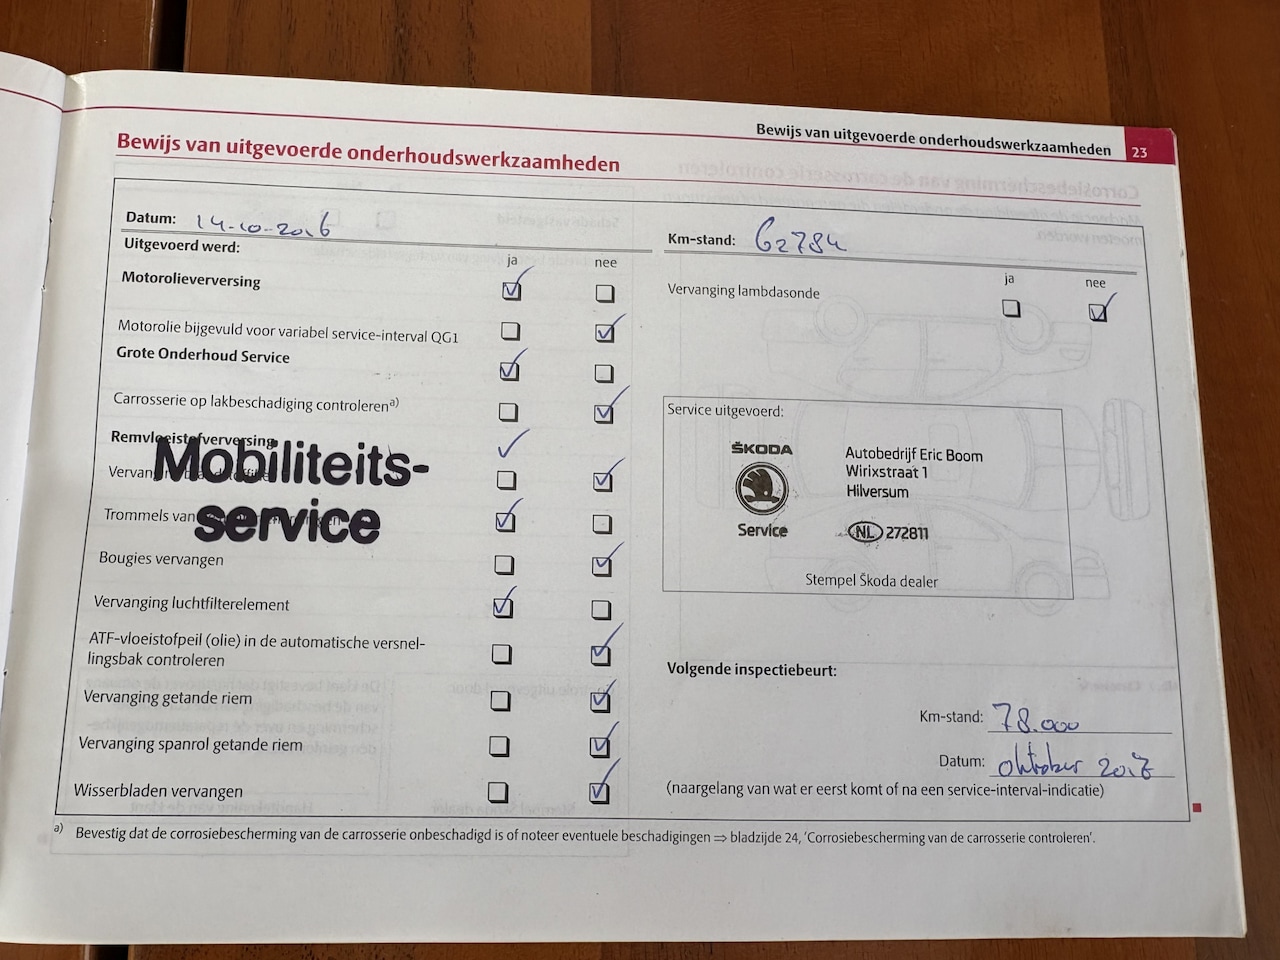 Bewijs van uitgevoerde onderhoudswerkzaamheden 23
Bewijs van uitgevoerde onderhoudswerkzaamheden
Datum: 14-10-2016
Uitgevoerd werd:
ja nee
Motorolieverversing
Motorolie bijgevuld voor variabel service-interval QG1
Grote Onderhoud Service
Carrosserie op lakbeschadiging controlerena)
Remvloeistofverversing
Mobiliteits-
service
Trommels van
Bougies vervangen
Vervanging luchtfilterelement
ATF-vloeistofpeil (olie) in de automatische versnel-
lingsbak controleren
Vervanging getande riem
Vervanging spanrol getande riem
Wisserbladen vervangen
Km-stand: 62784
ja nee
Vervanging lambdasonde
Service uitgevoerd:
ŠKODA
Service
Autobedrijf Eric Boom
Wirixstraat 1
Hilversum
NL 272811
Stempel Škoda dealer
Volgende inspectiebeurt:
Km-stand: 78.000
Datum: oktober 2017
(naargelang van wat er eerst komt of na een service-interval-indicatie)
a) Bevestig dat de corrosiebescherming van de carrosserie onbeschadigd is of noteer eventuele beschadigingen ⇒ bladzijde 24, 'Corrosiebescherming van de carrosserie controleren'.